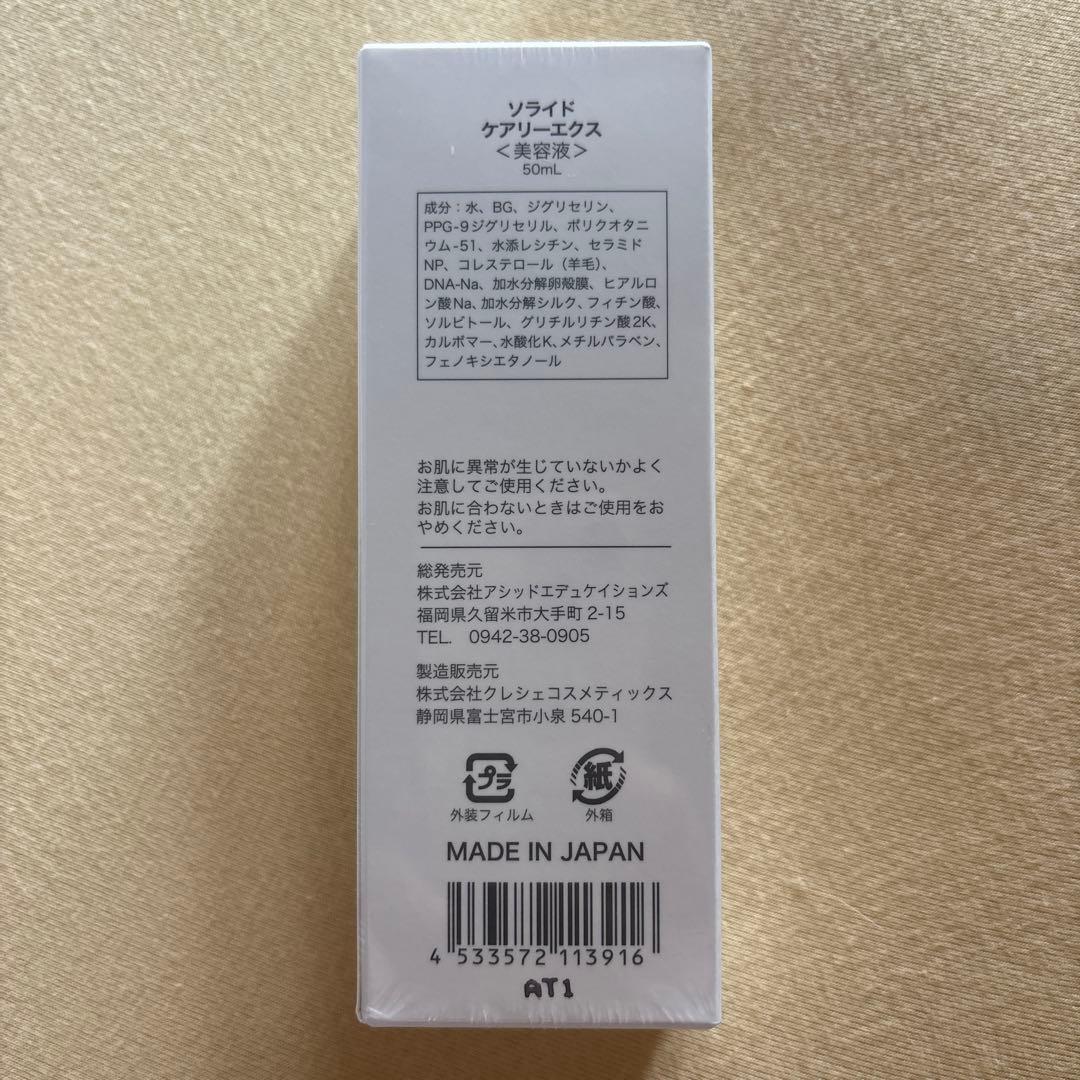 ソライド
ケアリーエクス
＜美容液＞
50mL
成分：水、BG、ジグリセリン、
PPG-9ジグリセリル、ポリクオタニ
ウム-51、水添レシチン、セラミド
NP、コレステロール（羊毛）、
DNA-Na、加水分解卵殻膜、ヒアルロ
ン酸Na、加水分解シルク、フィチン酸、
ソルビトール、グリチルリチン酸2K、
カルボマー、水酸化K、メチルパラベン、
フェノキシエタノール
お肌に異常が生じていないかよく
注意してご使用ください。
お肌に合わないときはご使用をお
やめください。
総発売元
株式会社アシッドエデュケイションズ
福岡県久留米市大手町 2-15
TEL. 0942-38-0905
製造販売元
株式会社クレシェコスメティックス
静岡県富士宮市小泉 540-1
プラ 紙
外装フィルム 外箱
MADE IN JAPAN
4 533572 113916
AT1